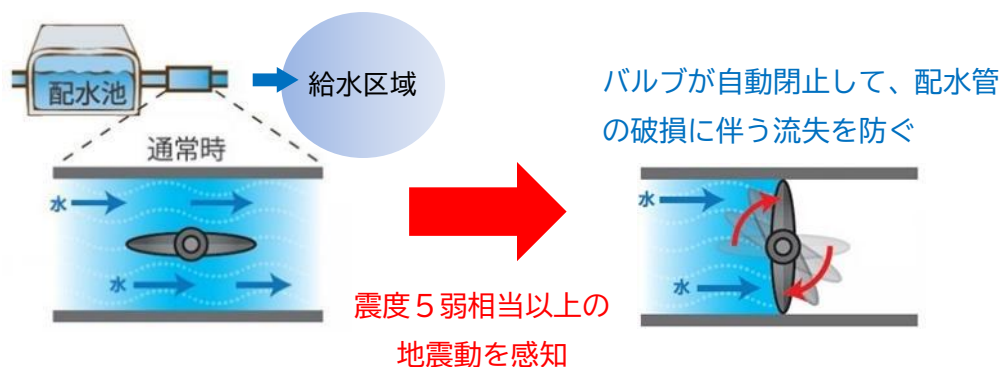 配水池
給水区域
通常時
水
水
震度５弱相当以上の
地震動を感知
バルブが自動閉止して、配水管
の破損に伴う流失を防ぐ
水
水